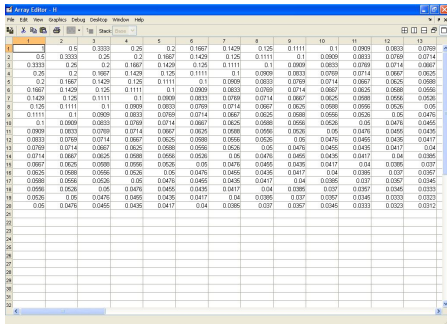 Array Editor - H
File Edit View Graphics Debug Desktop Window Help
Stack: Base
1 2 3 4 5 6 7 8 9 10 11 12 13
1 1 0.5 0.3333 0.25 0.2 0.1667 0.1429 0.125 0.1111 0.1 0.0909 0.0833 0.0769
2 0.5 0.3333 0.25 0.2 0.1667 0.1429 0.125 0.1111 0.1 0.0909 0.0833 0.0769 0.0714
3 0.3333 0.25 0.2 0.1667 0.1429 0.125 0.1111 0.1 0.0909 0.0833 0.0769 0.0714 0.0667
4 0.25 0.2 0.1667 0.1429 0.125 0.1111 0.1 0.0909 0.0833 0.0769 0.0714 0.0667 0.0625
5 0.2 0.1667 0.1429 0.125 0.1111 0.1 0.0909 0.0833 0.0769 0.0714 0.0667 0.0625 0.0588
6 0.1667 0.1429 0.125 0.1111 0.1 0.0909 0.0833 0.0769 0.0714 0.0667 0.0625 0.0588 0.0556
7 0.1429 0.125 0.1111 0.1 0.0909 0.0833 0.0769 0.0714 0.0667 0.0625 0.0588 0.0556 0.0526
8 0.125 0.1111 0.1 0.0909 0.0833 0.0769 0.0714 0.0667 0.0625 0.0588 0.0556 0.0526 0.05
9 0.1111 0.1 0.0909 0.0833 0.0769 0.0714 0.0667 0.0625 0.0588 0.0556 0.0526 0.05 0.0476
10 0.1 0.0909 0.0833 0.0769 0.0714 0.0667 0.0625 0.0588 0.0556 0.0526 0.05 0.0476 0.0455
11 0.0909 0.0833 0.0769 0.0714 0.0667 0.0625 0.0588 0.0556 0.0526 0.05 0.0476 0.0455 0.0435
12 0.0833 0.0769 0.0714 0.0667 0.0625 0.0588 0.0556 0.0526 0.05 0.0476 0.0455 0.0435 0.0417
13 0.0769 0.0714 0.0667 0.0625 0.0588 0.0556 0.0526 0.05 0.0476 0.0455 0.0435 0.0417 0.04
14 0.0714 0.0667 0.0625 0.0588 0.0556 0.0526 0.05 0.0476 0.0455 0.0435 0.0417 0.04 0.0385
15 0.0667 0.0625 0.0588 0.0556 0.0526 0.05 0.0476 0.0455 0.0435 0.0417 0.04 0.0385 0.037
16 0.0625 0.0588 0.0556 0.0526 0.05 0.0476 0.0455 0.0435 0.0417 0.04 0.0385 0.037 0.0357
17 0.0588 0.0556 0.0526 0.05 0.0476 0.0455 0.0435 0.0417 0.04 0.0385 0.037 0.0357 0.0345
18 0.0556 0.0526 0.05 0.0476 0.0455 0.0435 0.0417 0.04 0.0385 0.037 0.0357 0.0345 0.0333
19 0.0526 0.05 0.0476 0.0455 0.0435 0.0417 0.04 0.0385 0.037 0.0357 0.0345 0.0333 0.0323
20 0.05 0.0476 0.0455 0.0435 0.0417 0.04 0.0385 0.037 0.0357 0.0345 0.0333 0.0323 0.0312
21
22
23
24
25
26
27
28
29
30
31
32